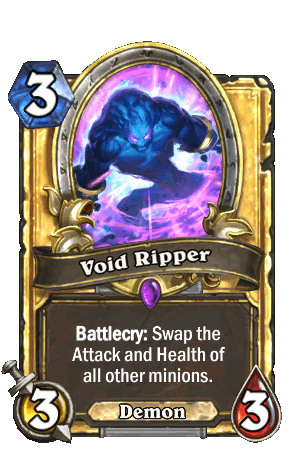 3
Void Ripper
Battlecry: Swap the
Attack and Health of
all other minions.
3
Demon
3